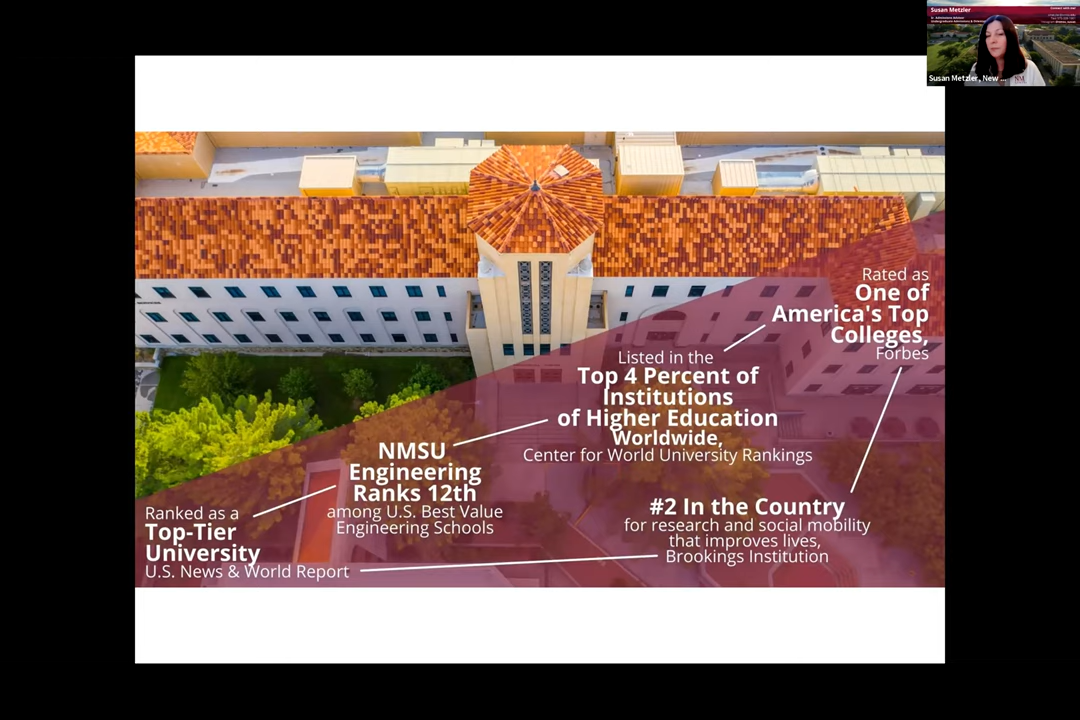 Susan Metzler
Susan Metzler, New ...
Rated as
One of
America's Top
Colleges,
Forbes
Listed in the
Top 4 Percent of
Institutions
of Higher Education
Worldwide,
Center for World University Rankings
NMSU
Engineering
Ranks 12th
among U.S. Best Value
Engineering Schools
Ranked as a
Top-Tier
University
U.S. News & World Report
#2 In the Country
for research and social mobility
that improves lives,
Brookings Institution